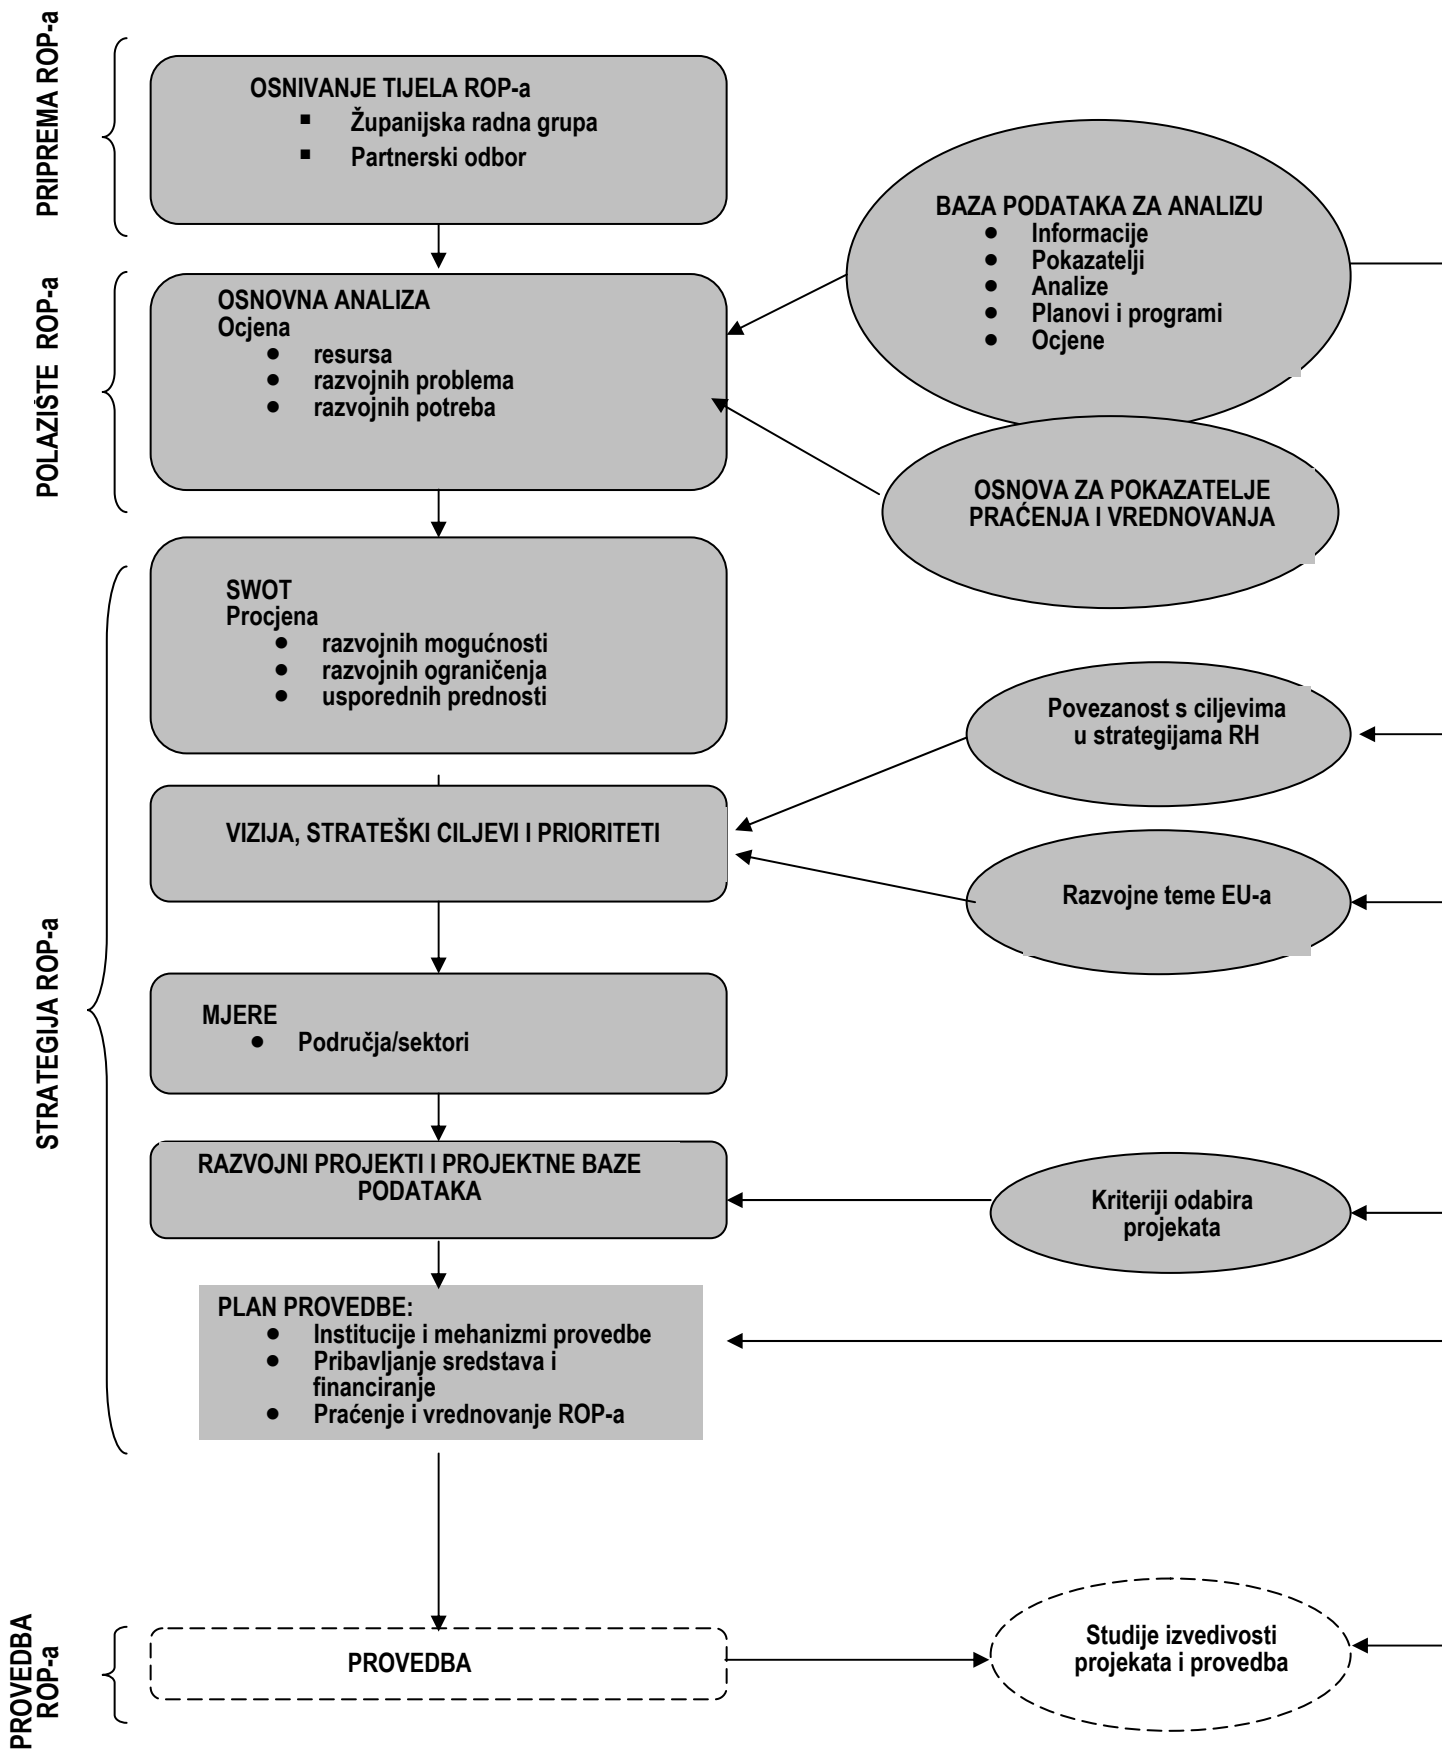 PRIPREMA ROP-a
OSNIVANJE TIJELA ROP-a
▪ Županijska radna grupa
▪ Partnerski odbor
BAZA PODATAKA ZA ANALIZU
● Informacije
● Pokazatelji
● Analize
● Planovi i programi
● Ocjene
POLAZIŠTE ROP-a
OSNOVNA ANALIZA
Ocjena
● resursa
● razvojnih problema
● razvojnih potreba
OSNOVA ZA POKAZATELJE
PRAĆENJA I VREDNOVANJA
STRATEGIJA ROP-a
SWOT
Procjena
● razvojnih mogućnosti
● razvojnih ograničenja
● usporednih prednosti
Povezanost s ciljevima
u strategijama RH
VIZIJA, STRATEŠKI CILJEVI I PRIORITETI
Razvojne teme EU-a
MJERE
● Područja/sektori
RAZVOJNI PROJEKTI I PROJEKTNE BAZE
PODATAKA
Kriteriji odabira
projekata
PLAN PROVEDBE:
● Institucije i mehanizmi provedbe
● Pribavljanje sredstava i
financiranje
● Praćenje i vrednovanje ROP-a
PROVEDBA
ROP-a
PROVEDBA
Studije izvedivosti
projekata i provedba